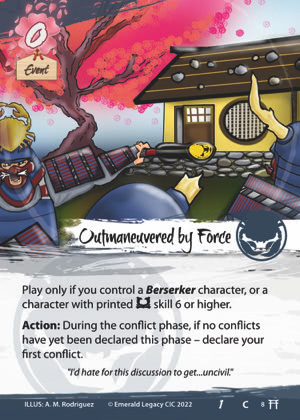 0
Event
Outmaneuvered by Force
Play only if you control a Berserker character, or a
character with printed skill 6 or higher.
Action: During the conflict phase, if no conflicts
have yet been declared this phase – declare your
first conflict.
"I'd hate for this discussion to get...uncivil."
ILLUS: A. M. Rodriguez © Emerald Legacy CIC 2022 1 C 8